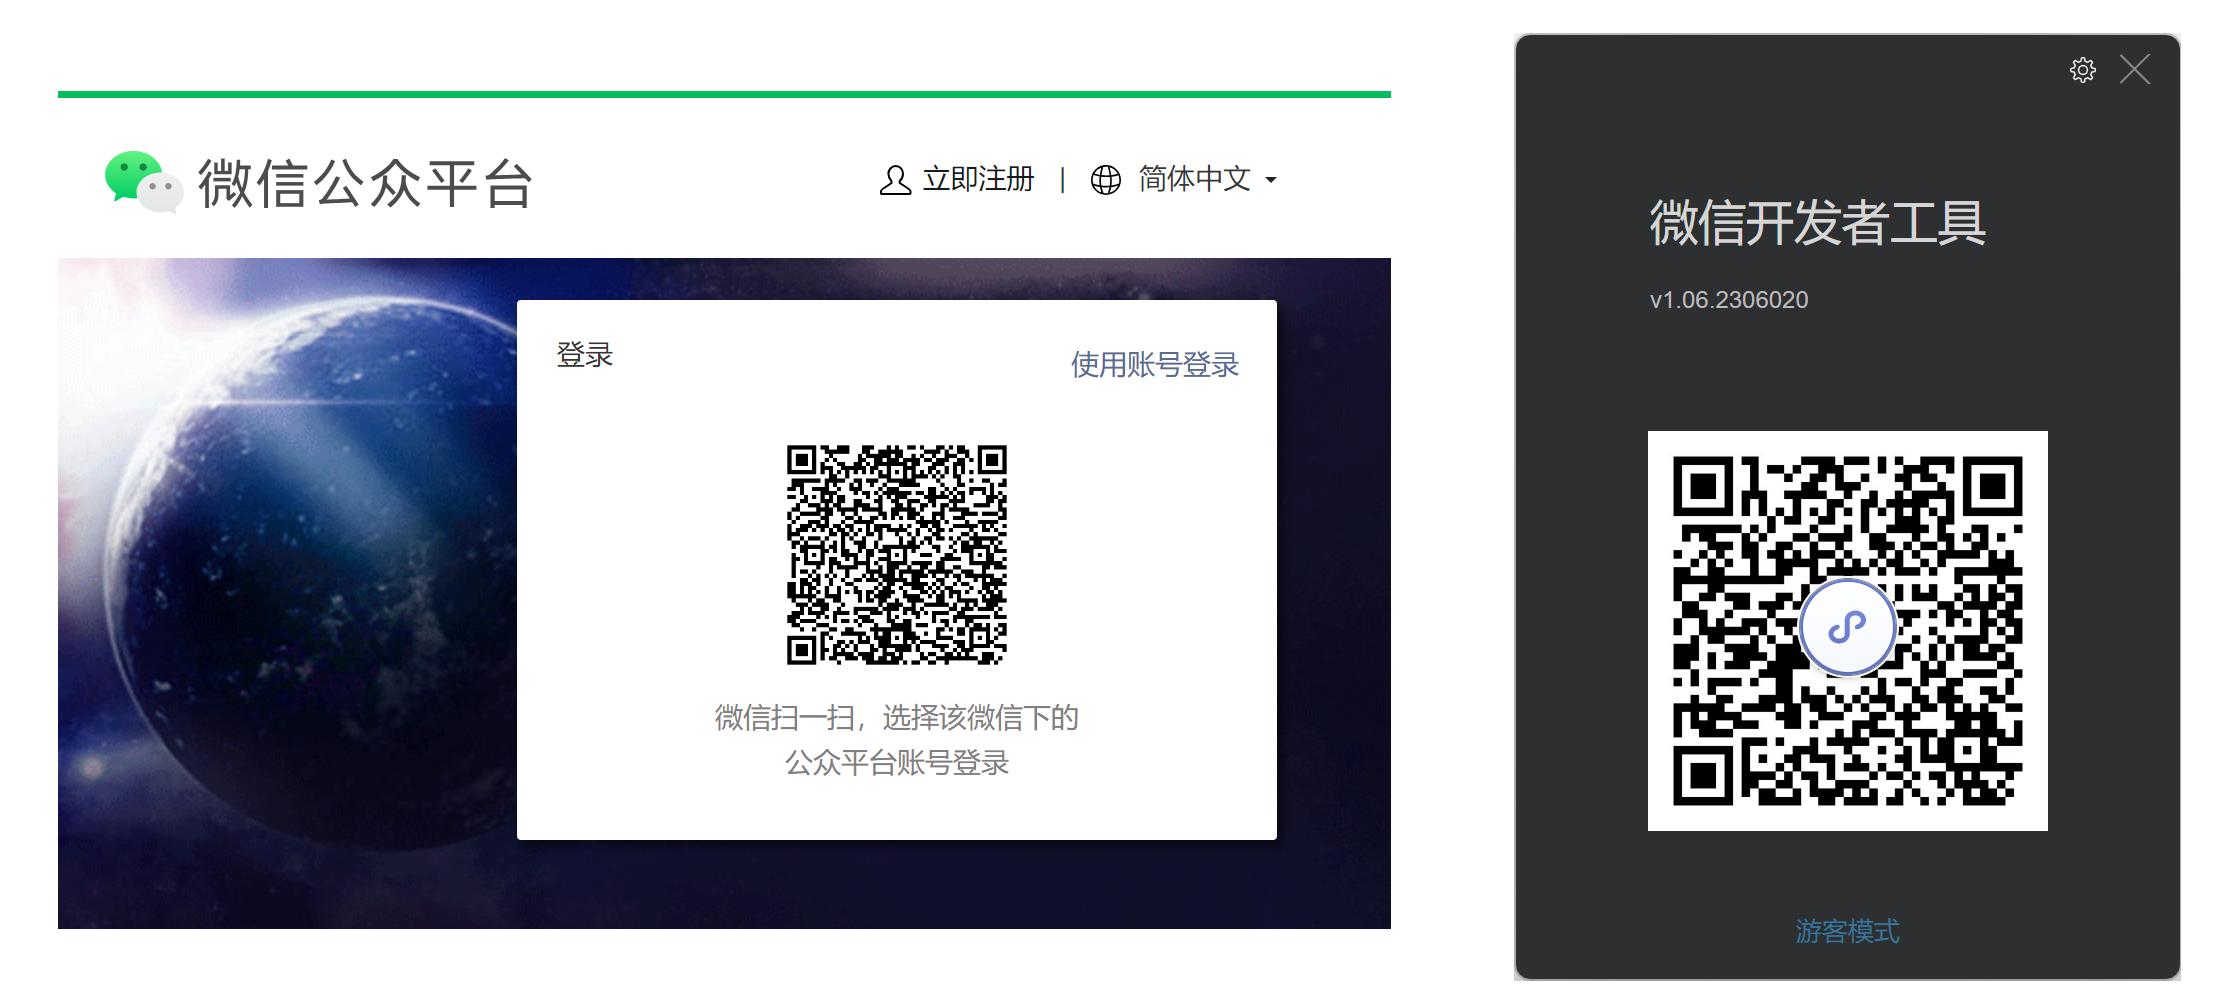 微信公众平台
立即注册 | 简体中文
登录
使用账号登录
微信扫一扫，选择该微信下的
公众平台账号登录
微信开发者工具
v1.06.2306020
游客模式